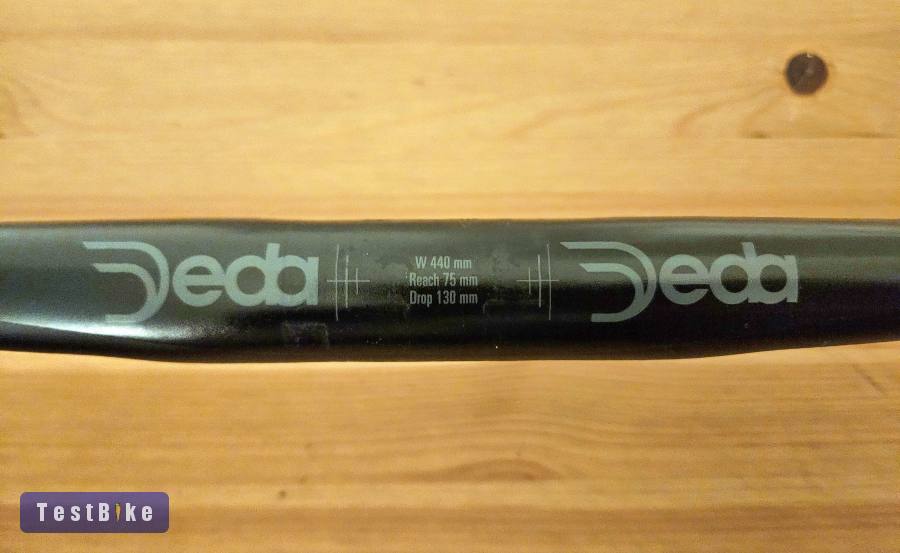 Deda
W 440 mm
Reach 75 mm
Drop 130 mm
Deda
TestBike